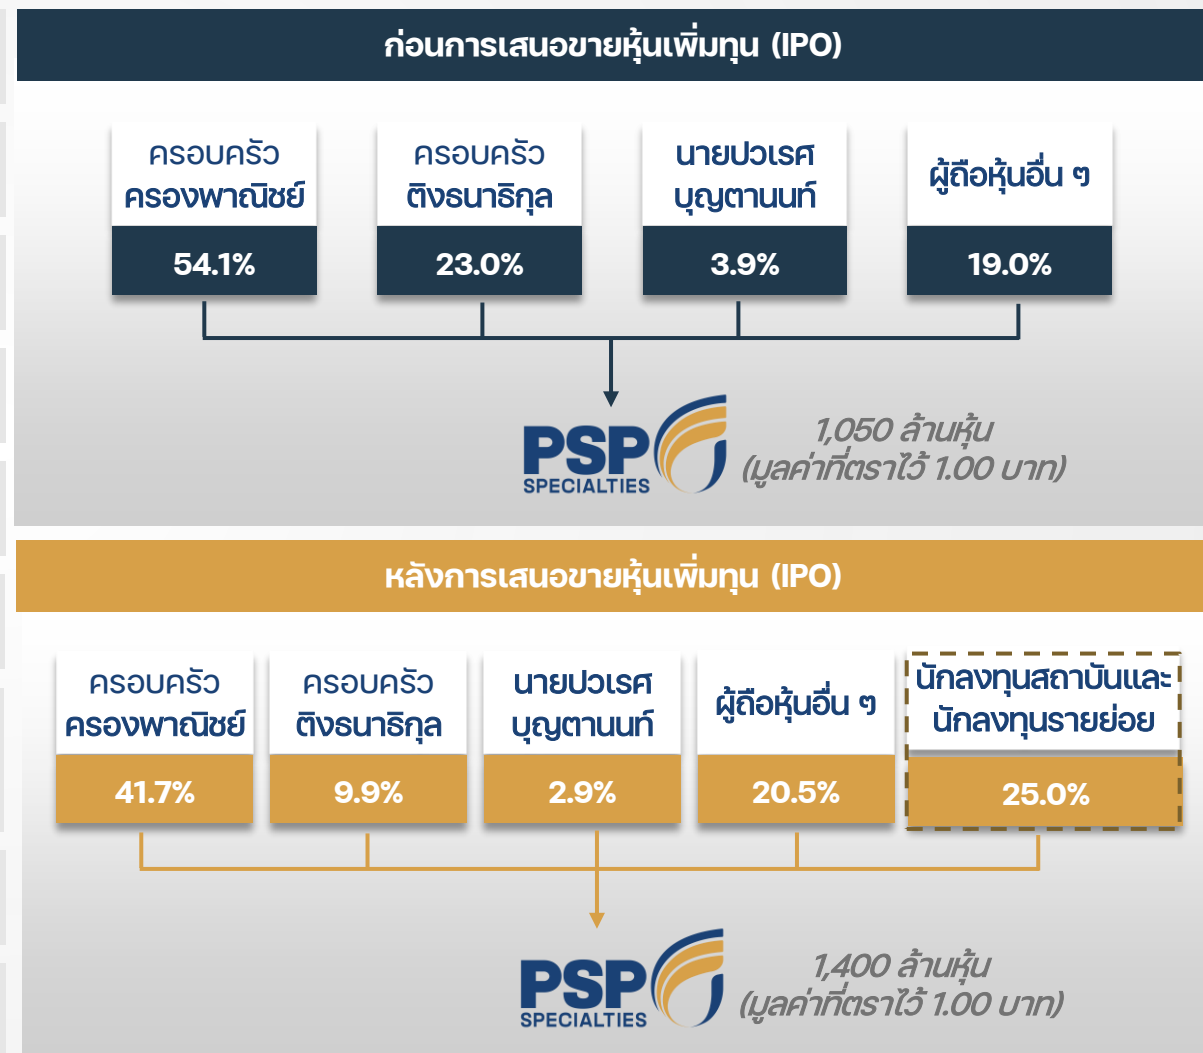 ก่อนการเสนอขายหุ้นเพิ่มทุน (IPO)
ครอบครัว
ครองพาณิชย์
54.1%
ครอบครัว
ติงธนาธิกุล
23.0%
นายปวเรศ
บุญตานนท์
3.9%
ผู้ถือหุ้นอื่น ๆ
19.0%
PSP
SPECIALTIES
1,050 ล้านหุ้น
(มูลค่าที่ตราไว้ 1.00 บาท)
หลังการเสนอขายหุ้นเพิ่มทุน (IPO)
ครอบครัว
ครองพาณิชย์
41.7%
ครอบครัว
ติงธนาธิกุล
9.9%
นายปวเรศ
บุญตานนท์
2.9%
ผู้ถือหุ้นอื่น ๆ
20.5%
นักลงทุนสถาบันและ
นักลงทุนรายย่อย
25.0%
PSP
SPECIALTIES
1,400 ล้านหุ้น
(มูลค่าที่ตราไว้ 1.00 บาท)